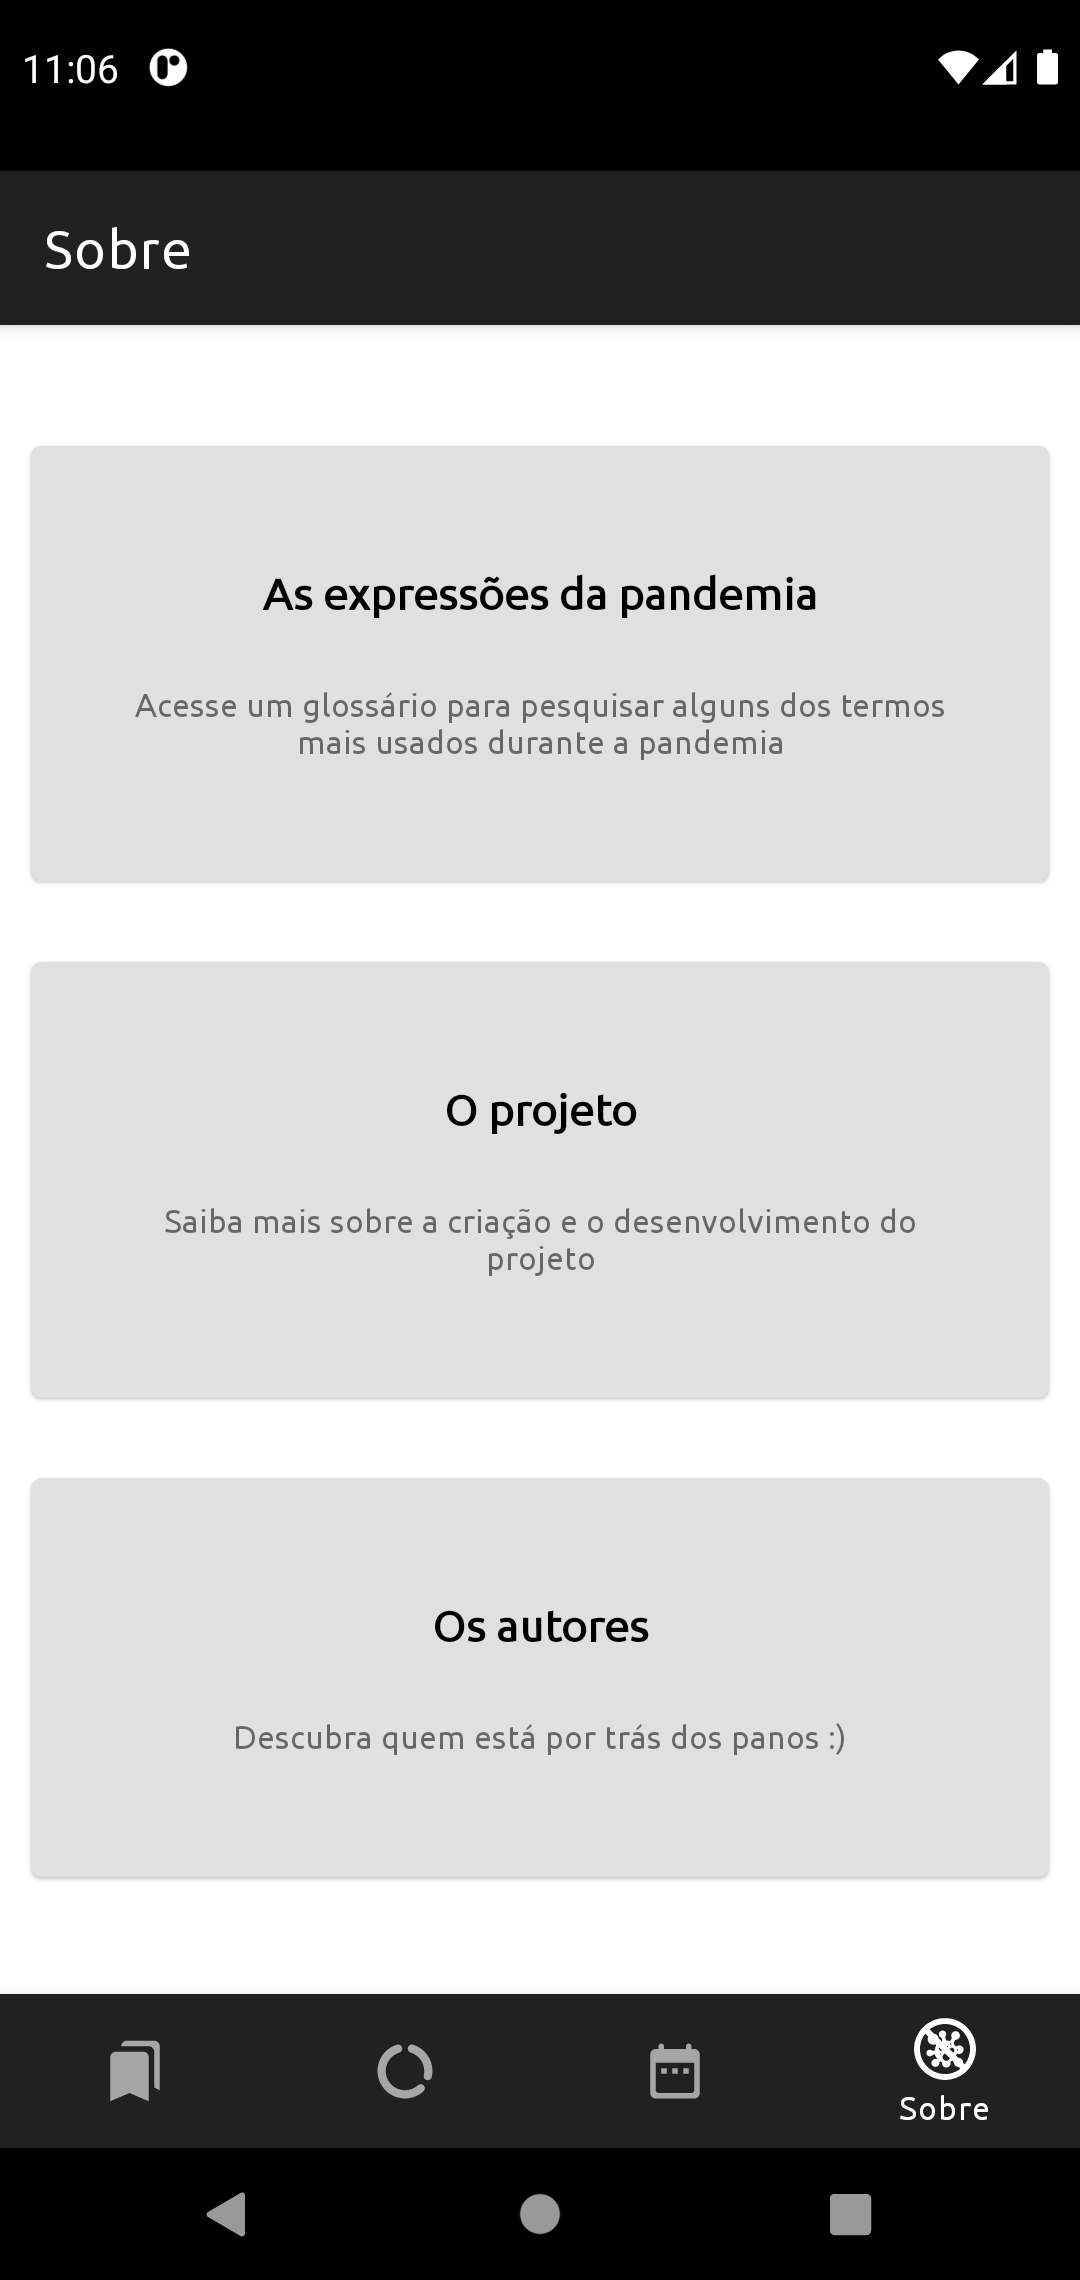 11:06
Sobre
As expressões da pandemia
Acesse um glossário para pesquisar alguns dos termos
mais usados durante a pandemia
O projeto
Saiba mais sobre a criação e o desenvolvimento do
projeto
Os autores
Descubra quem está por trás dos panos :)
Sobre